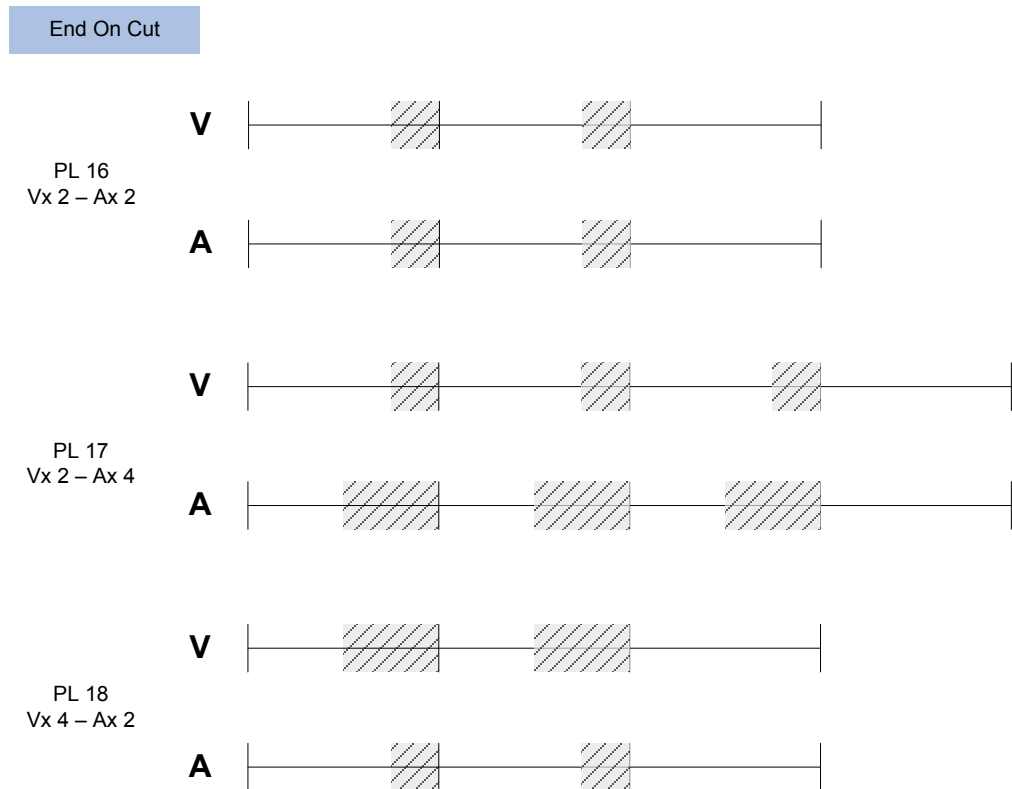 End On Cut
V
PL 16
Vx 2 – Ax 2
A
V
PL 17
Vx 2 – Ax 4
A
V
PL 18
Vx 4 – Ax 2
A